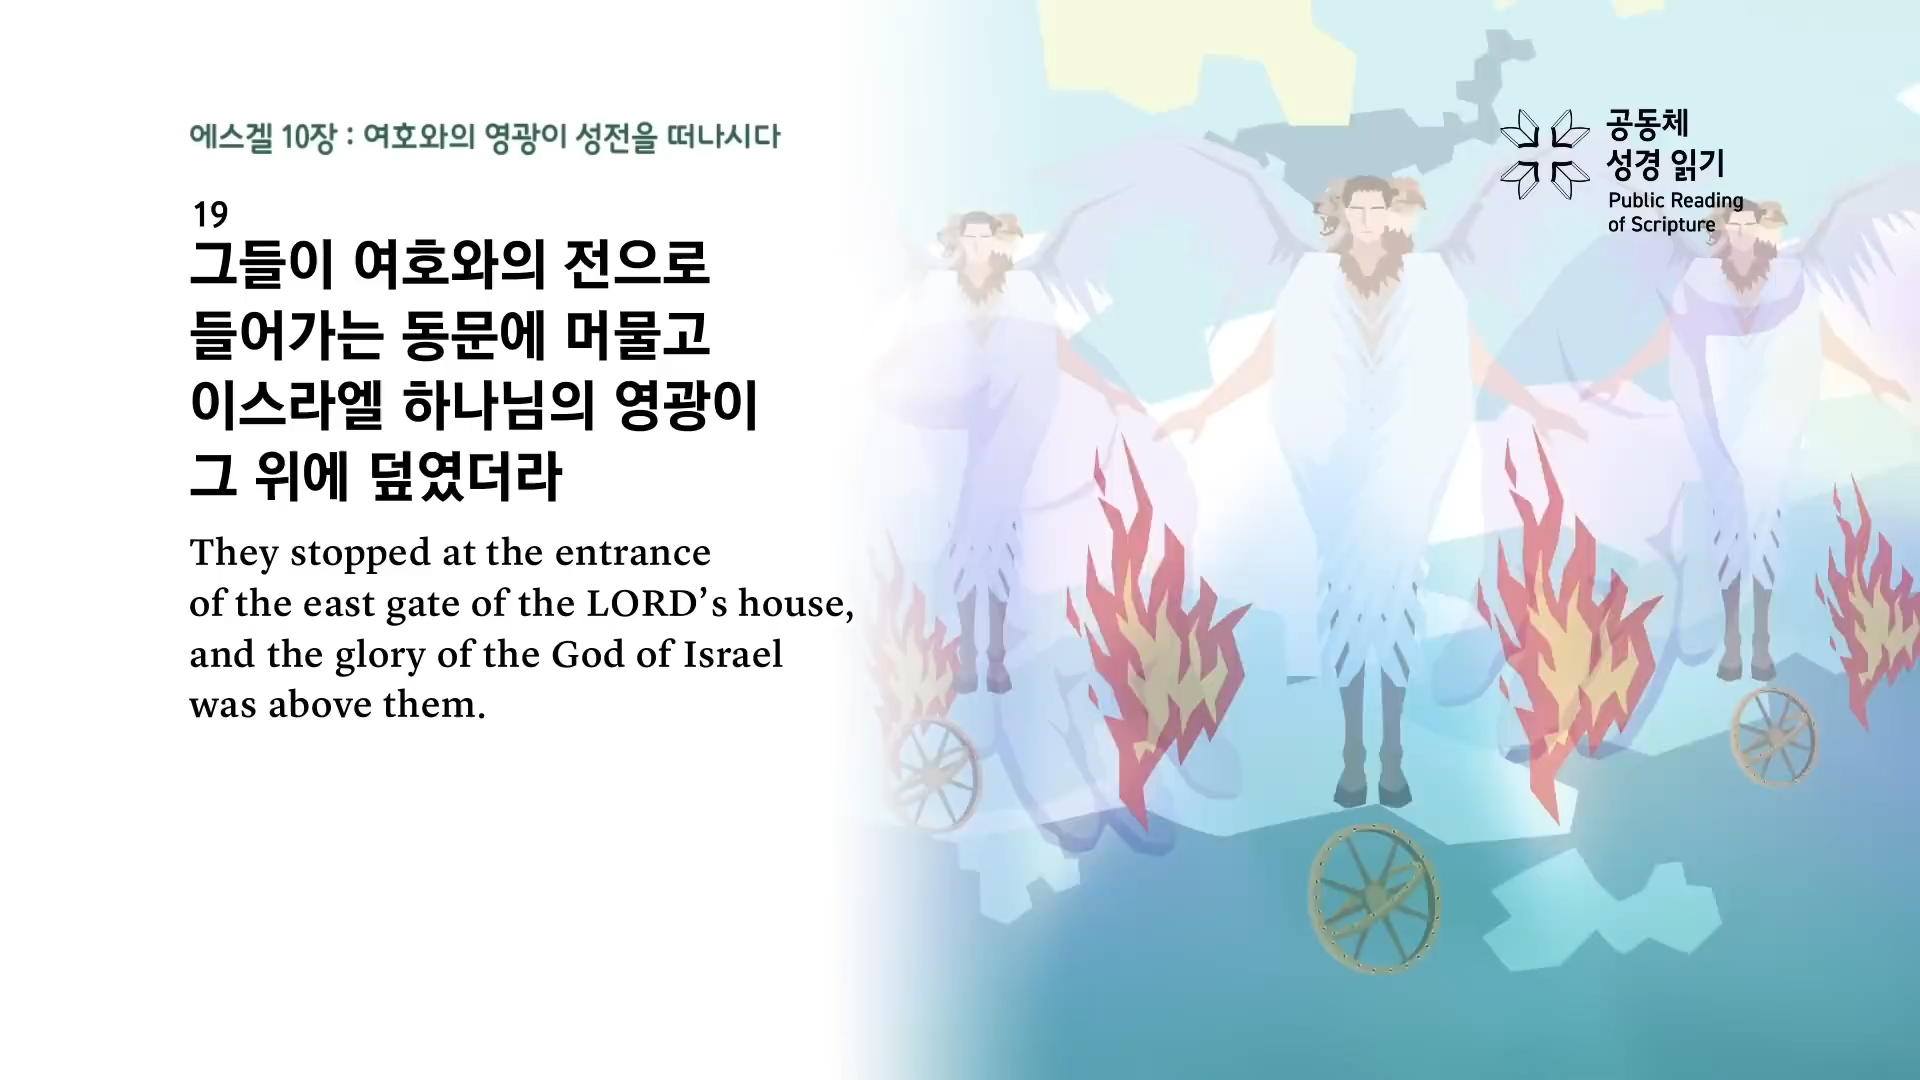 에스겔 10장 : 여호와의 영광이 성전을 떠나시다
19
그들이 여호와의 전으로
들어가는 동문에 머물고
이스라엘 하나님의 영광이
그 위에 덮였더라
They stopped at the entrance
of the east gate of the LORD’s house,
and the glory of the God of Israel
was above them.
공동체
성경 읽기
Public Reading
of Scripture